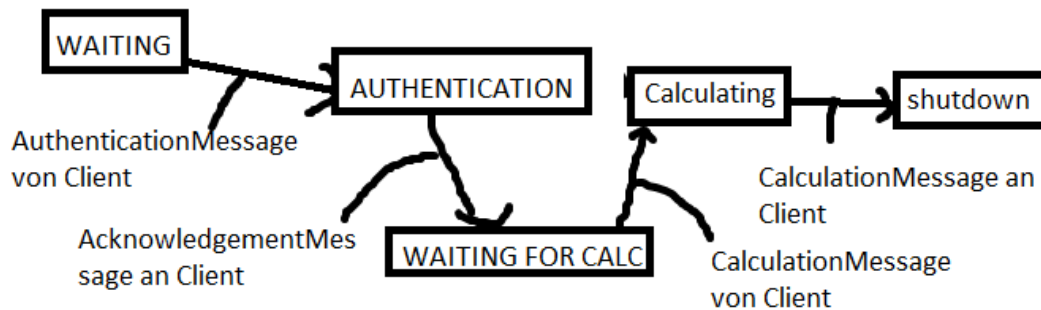 WAITING
AUTHENTICATION
Calculating
shutdown
AuthenticationMessage
von Client
CalculationMessage an
Client
AcknowledgementMes
sage an Client
WAITING FOR CALC
CalculationMessage
von Client